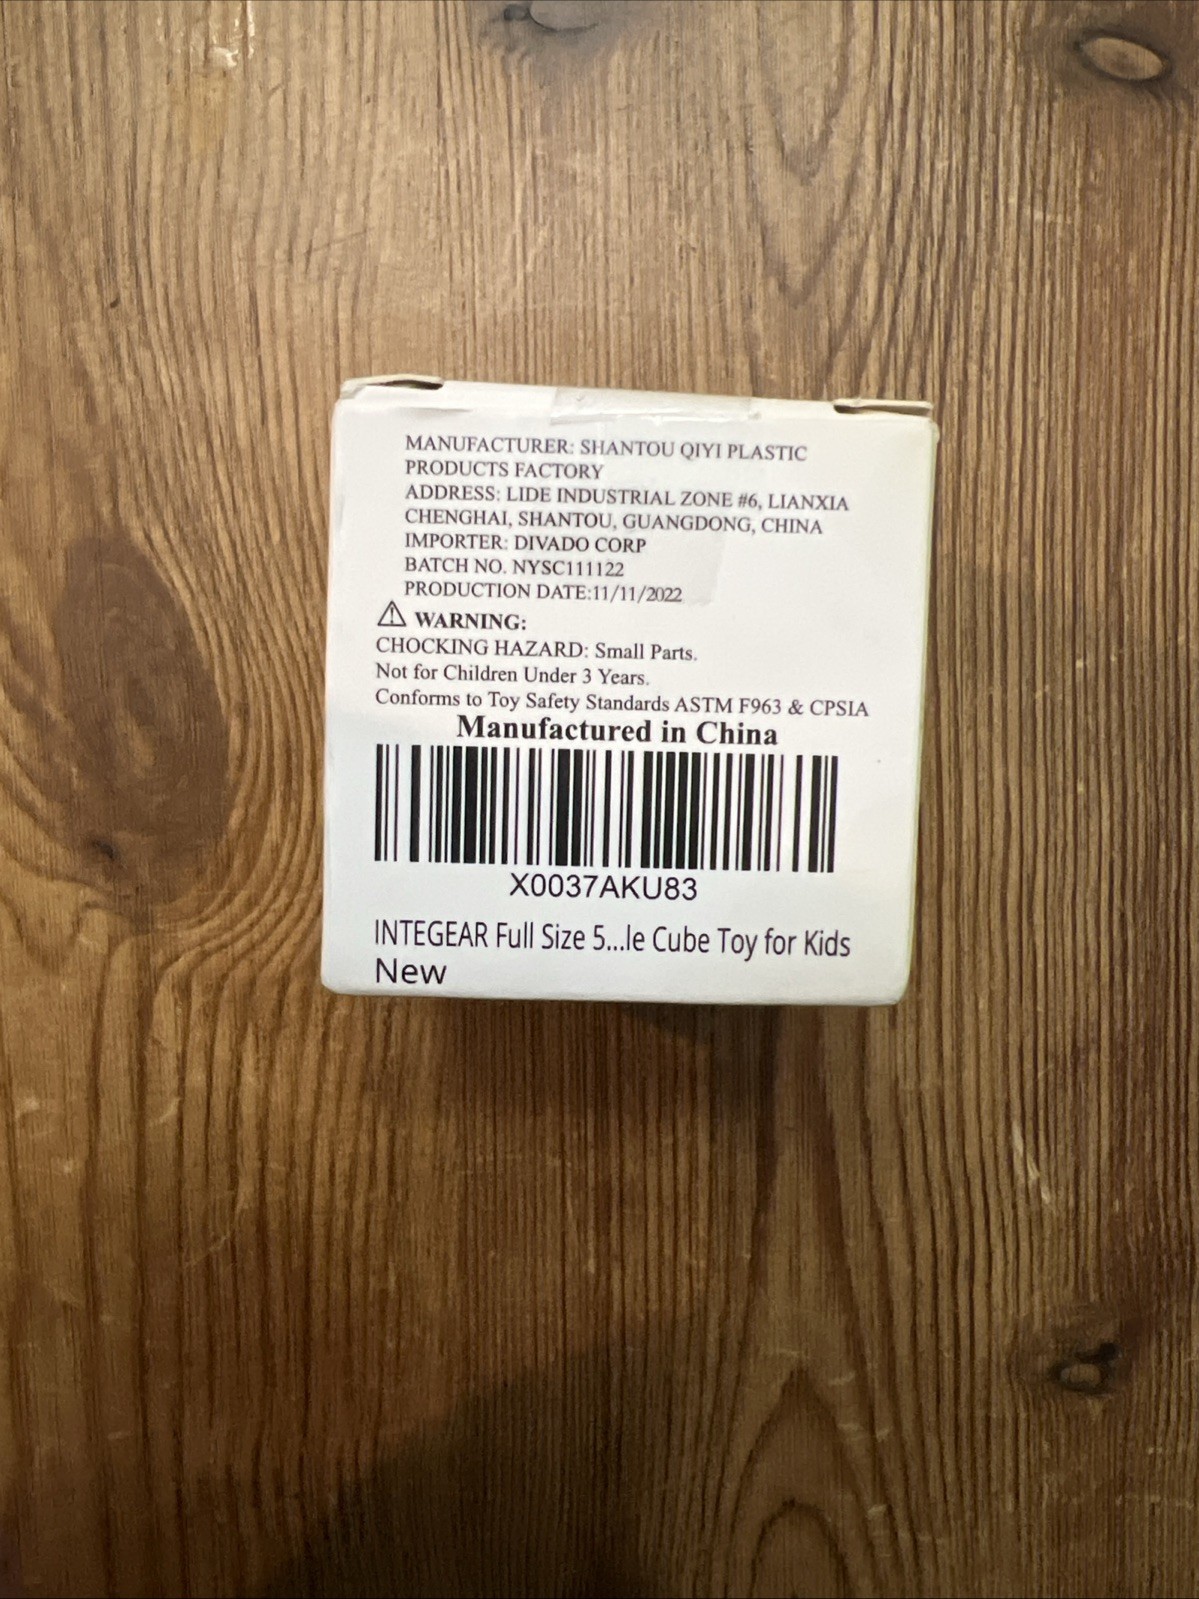 MANUFACTURER: SHANTOU QIYI PLASTIC
PRODUCTS FACTORY
ADDRESS: LIDE INDUSTRIAL ZONE #6, LIANXIA
CHENGHAI, SHANTOU, GUANGDONG, CHINA
IMPORTER: DIVADO CORP
BATCH NO. NYSC111122
PRODUCTION DATE:11/11/2022
WARNING:
CHOCKING HAZARD: Small Parts.
Not for Children Under 3 Years.
Conforms to Toy Safety Standards ASTM F963 & CPSIA
Manufactured in China
X0037AKU83
INTEGEAR Full Size 5...le Cube Toy for Kids
New